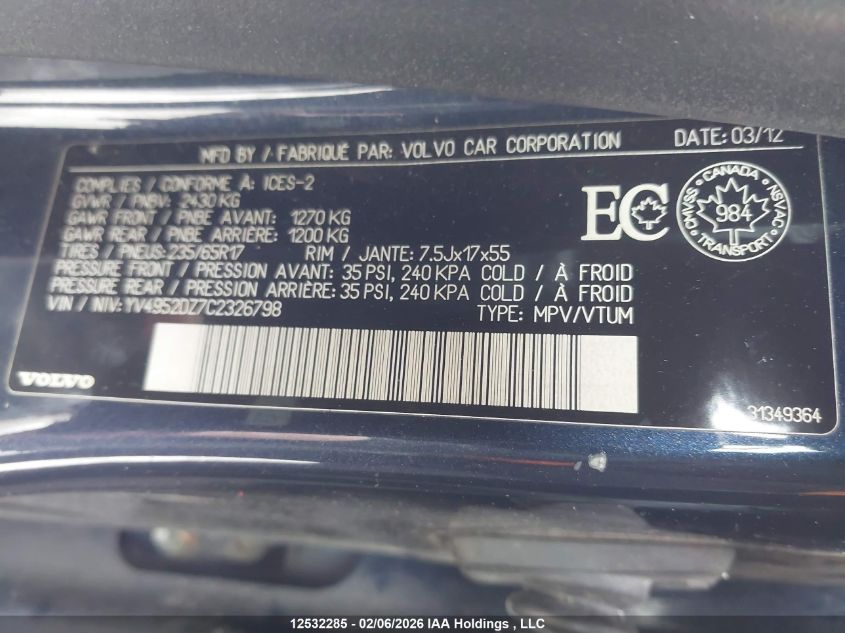 MFD BY / FABRIQUÉ PAR: VOLVO CAR CORPORATION DATE: 03/12
COMPLIES / CONFORME À: ICES-2
GVWR / PNBV: 2430 KG
GAWR FRONT / PNBE AVANT: 1270 KG
GAWR REAR / PNBE ARRIÈRE: 1200 KG
TIRES / PNEUS: 235/65R17 RIM / JANTE: 7.5Jx17x55
PRESSURE FRONT / PRESSION AVANT: 35 PSI, 240 KPA COLD / À FROID
PRESSURE REAR / PRESSION ARRIÈRE: 35 PSI, 240 KPA COLD / À FROID
VIN / NIV: YV4952DZ7C2326798 TYPE: MPV/VTUM
EC
CANADA
CMVSS 984 NSVAC
TRANSPORT
VOLVO
31349364
12532285 - 02/06/2026 IAA Holdings , LLC